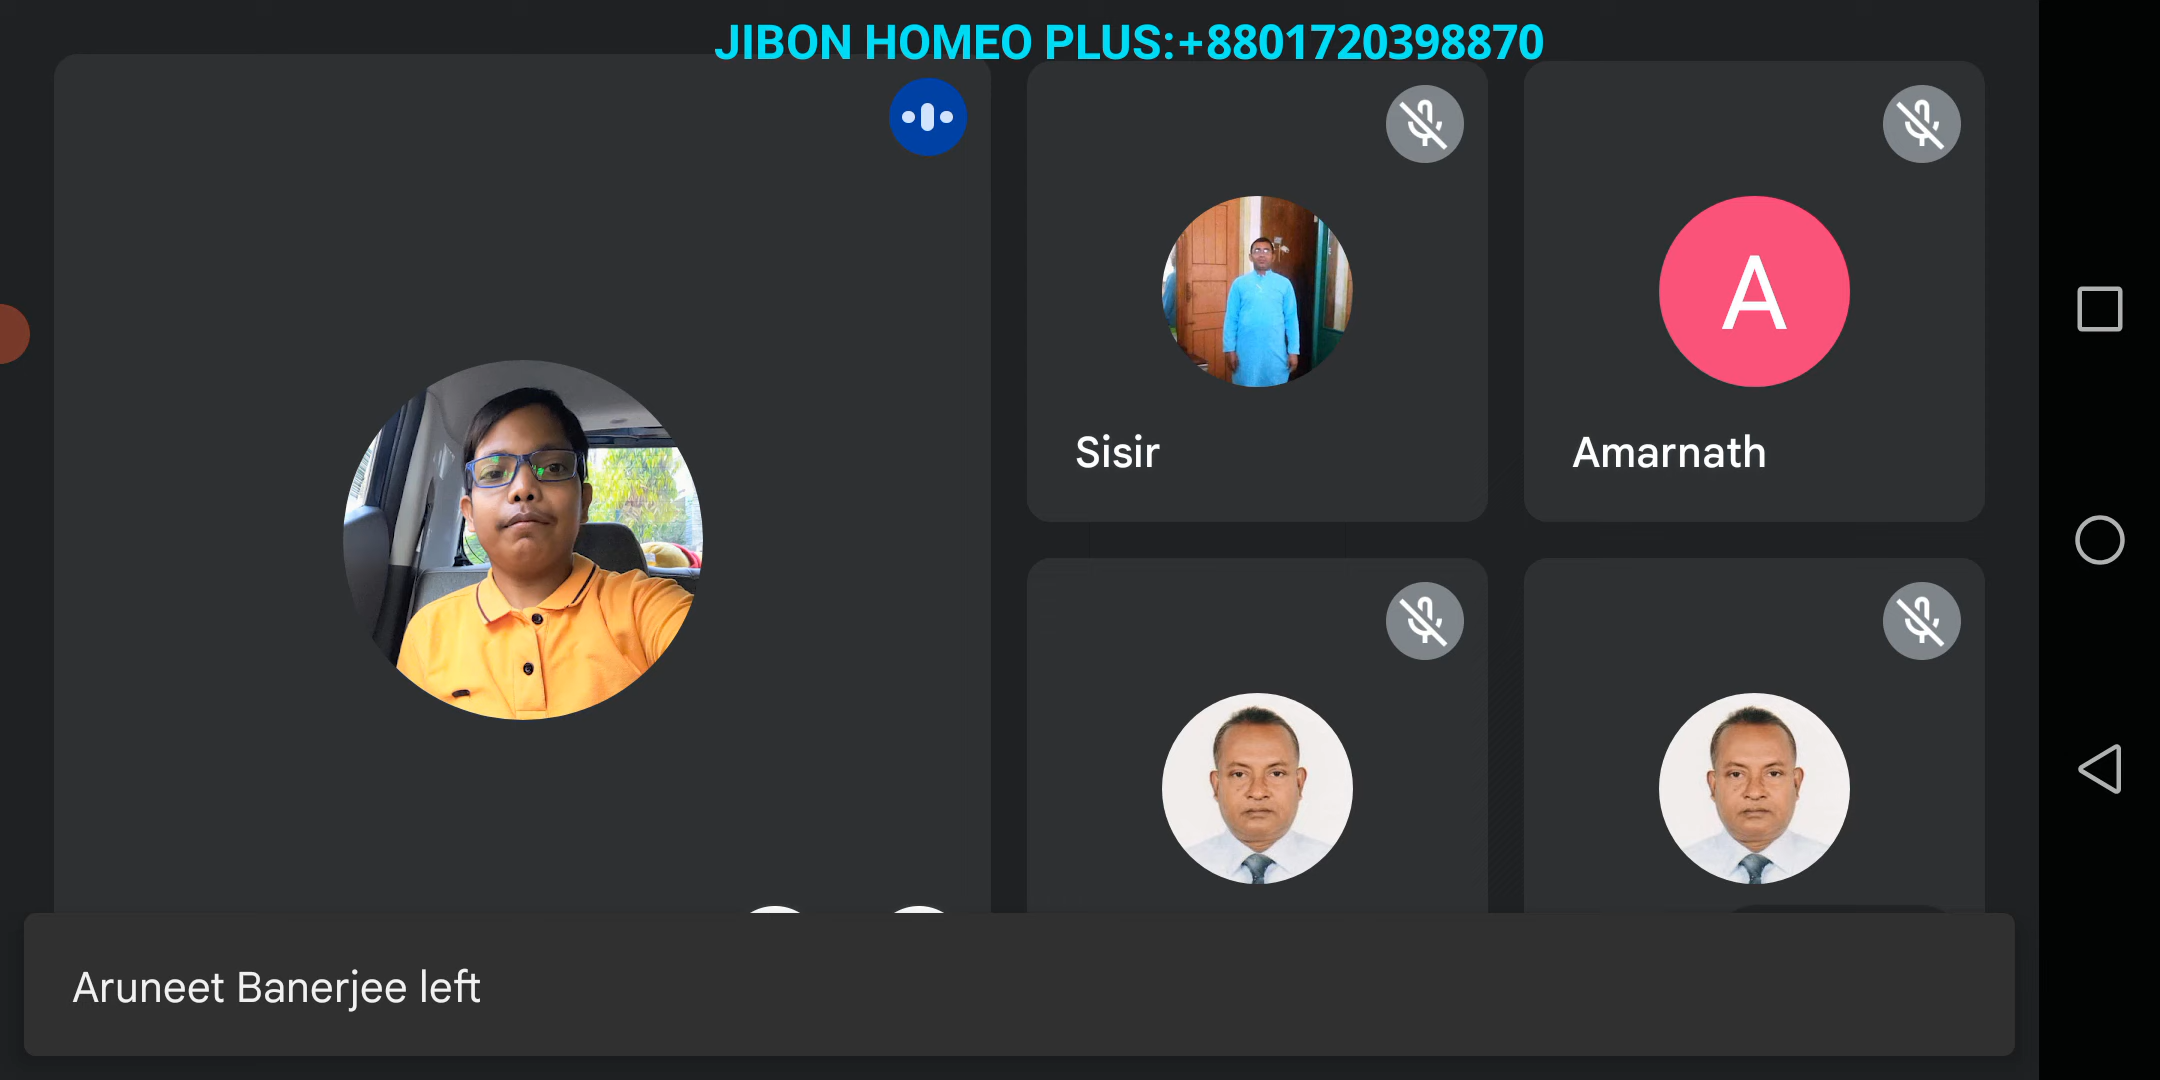 JIBON HOMEO PLUS:+8801720398870
A
Sisir
Amarnath
Aruneet Banerjee left